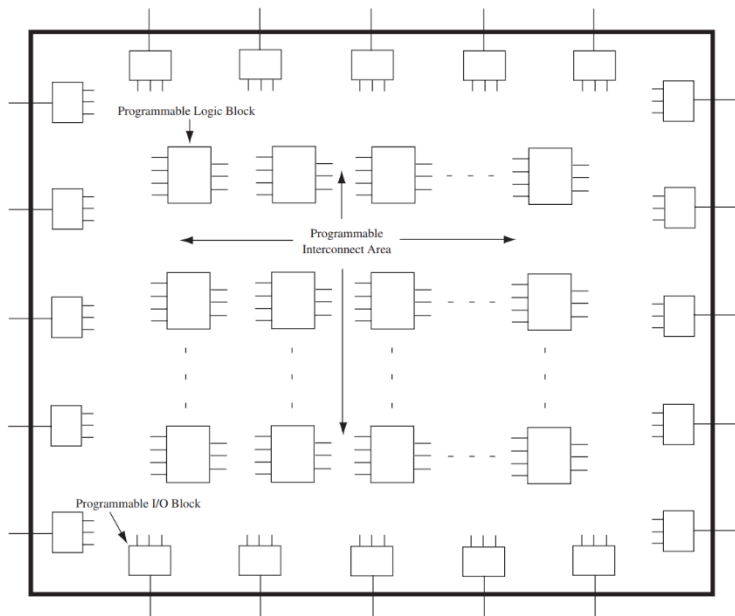 Programmable Logic Block
Programmable
Interconnect Area
Programmable I/O Block